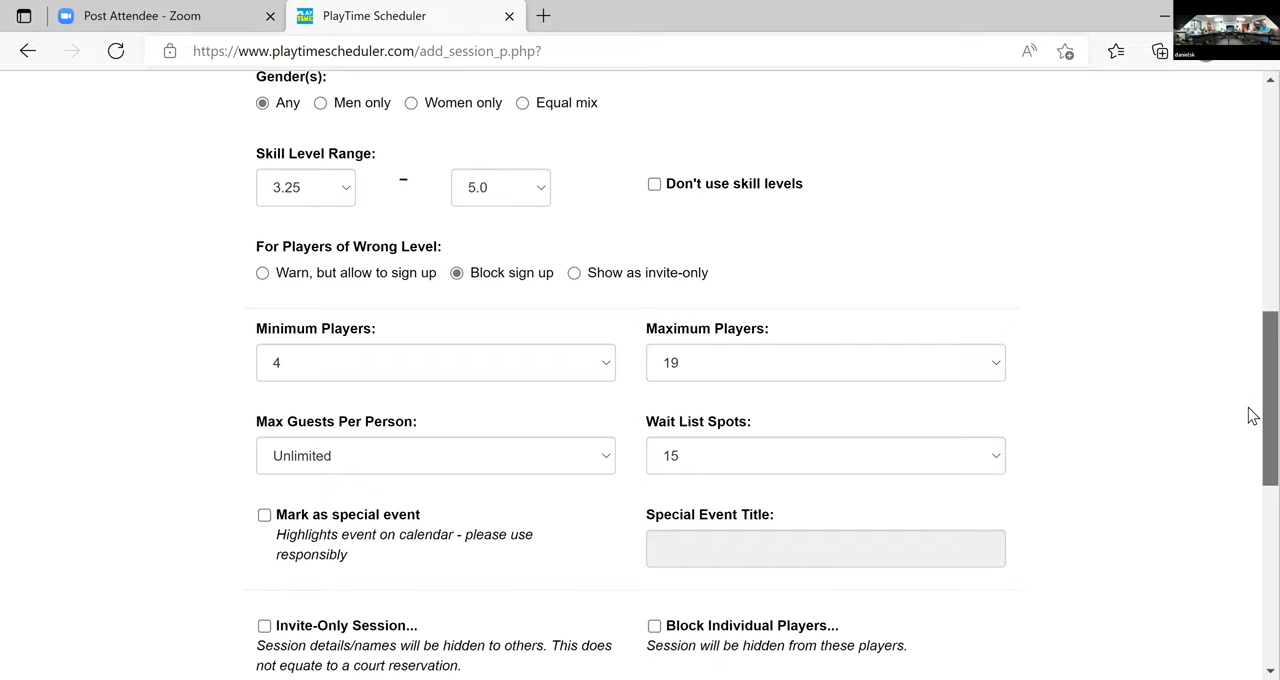 Post Attendee - Zoom
PLAY TIME!
PlayTime Scheduler
https://www.playtimescheduler.com/add_session_p.php?
danielsk
Gender(s):
Any Men only Women only Equal mix
Skill Level Range:
3.25 - 5.0 Don't use skill levels
For Players of Wrong Level:
Warn, but allow to sign up Block sign up Show as invite-only
Minimum Players: Maximum Players:
4 19
Max Guests Per Person: Wait List Spots:
Unlimited 15
Mark as special event Special Event Title:
Highlights event on calendar - please use
responsibly
Invite-Only Session... Block Individual Players...
Session details/names will be hidden to others. This does Session will be hidden from these players.
not equate to a court reservation.